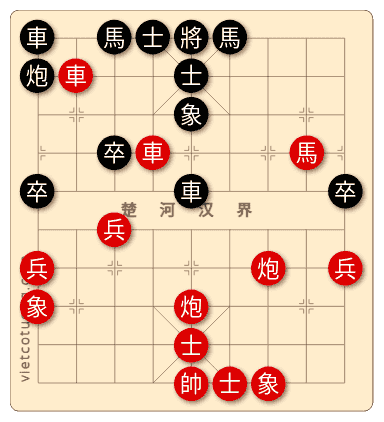 車 馬 士 將 馬
炮 車 士
象
卒 車 馬
卒 車 卒
楚 河 汉 界
兵
兵 炮 兵
象 炮
士
帥 士 象